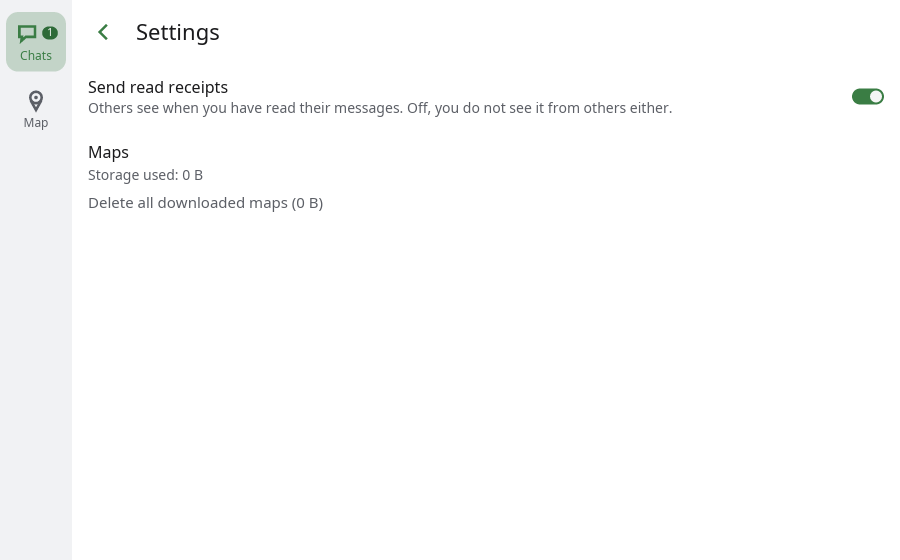 1
Chats
Map
Settings
Send read receipts
Others see when you have read their messages. Off, you do not see it from others either.
Maps
Storage used: 0 B
Delete all downloaded maps (0 B)